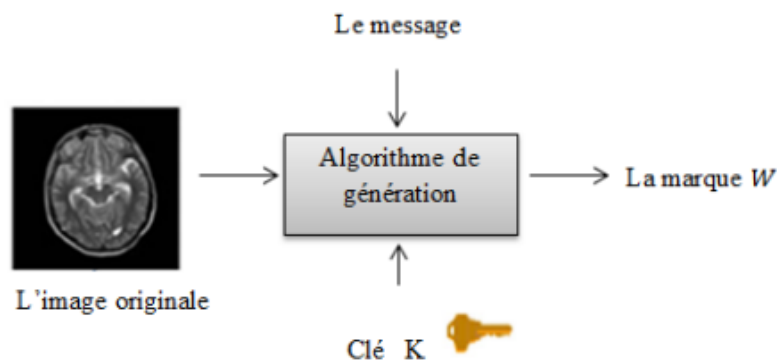 Le message
Algorithme de
génération
La marque W
L'image originale
Clé K